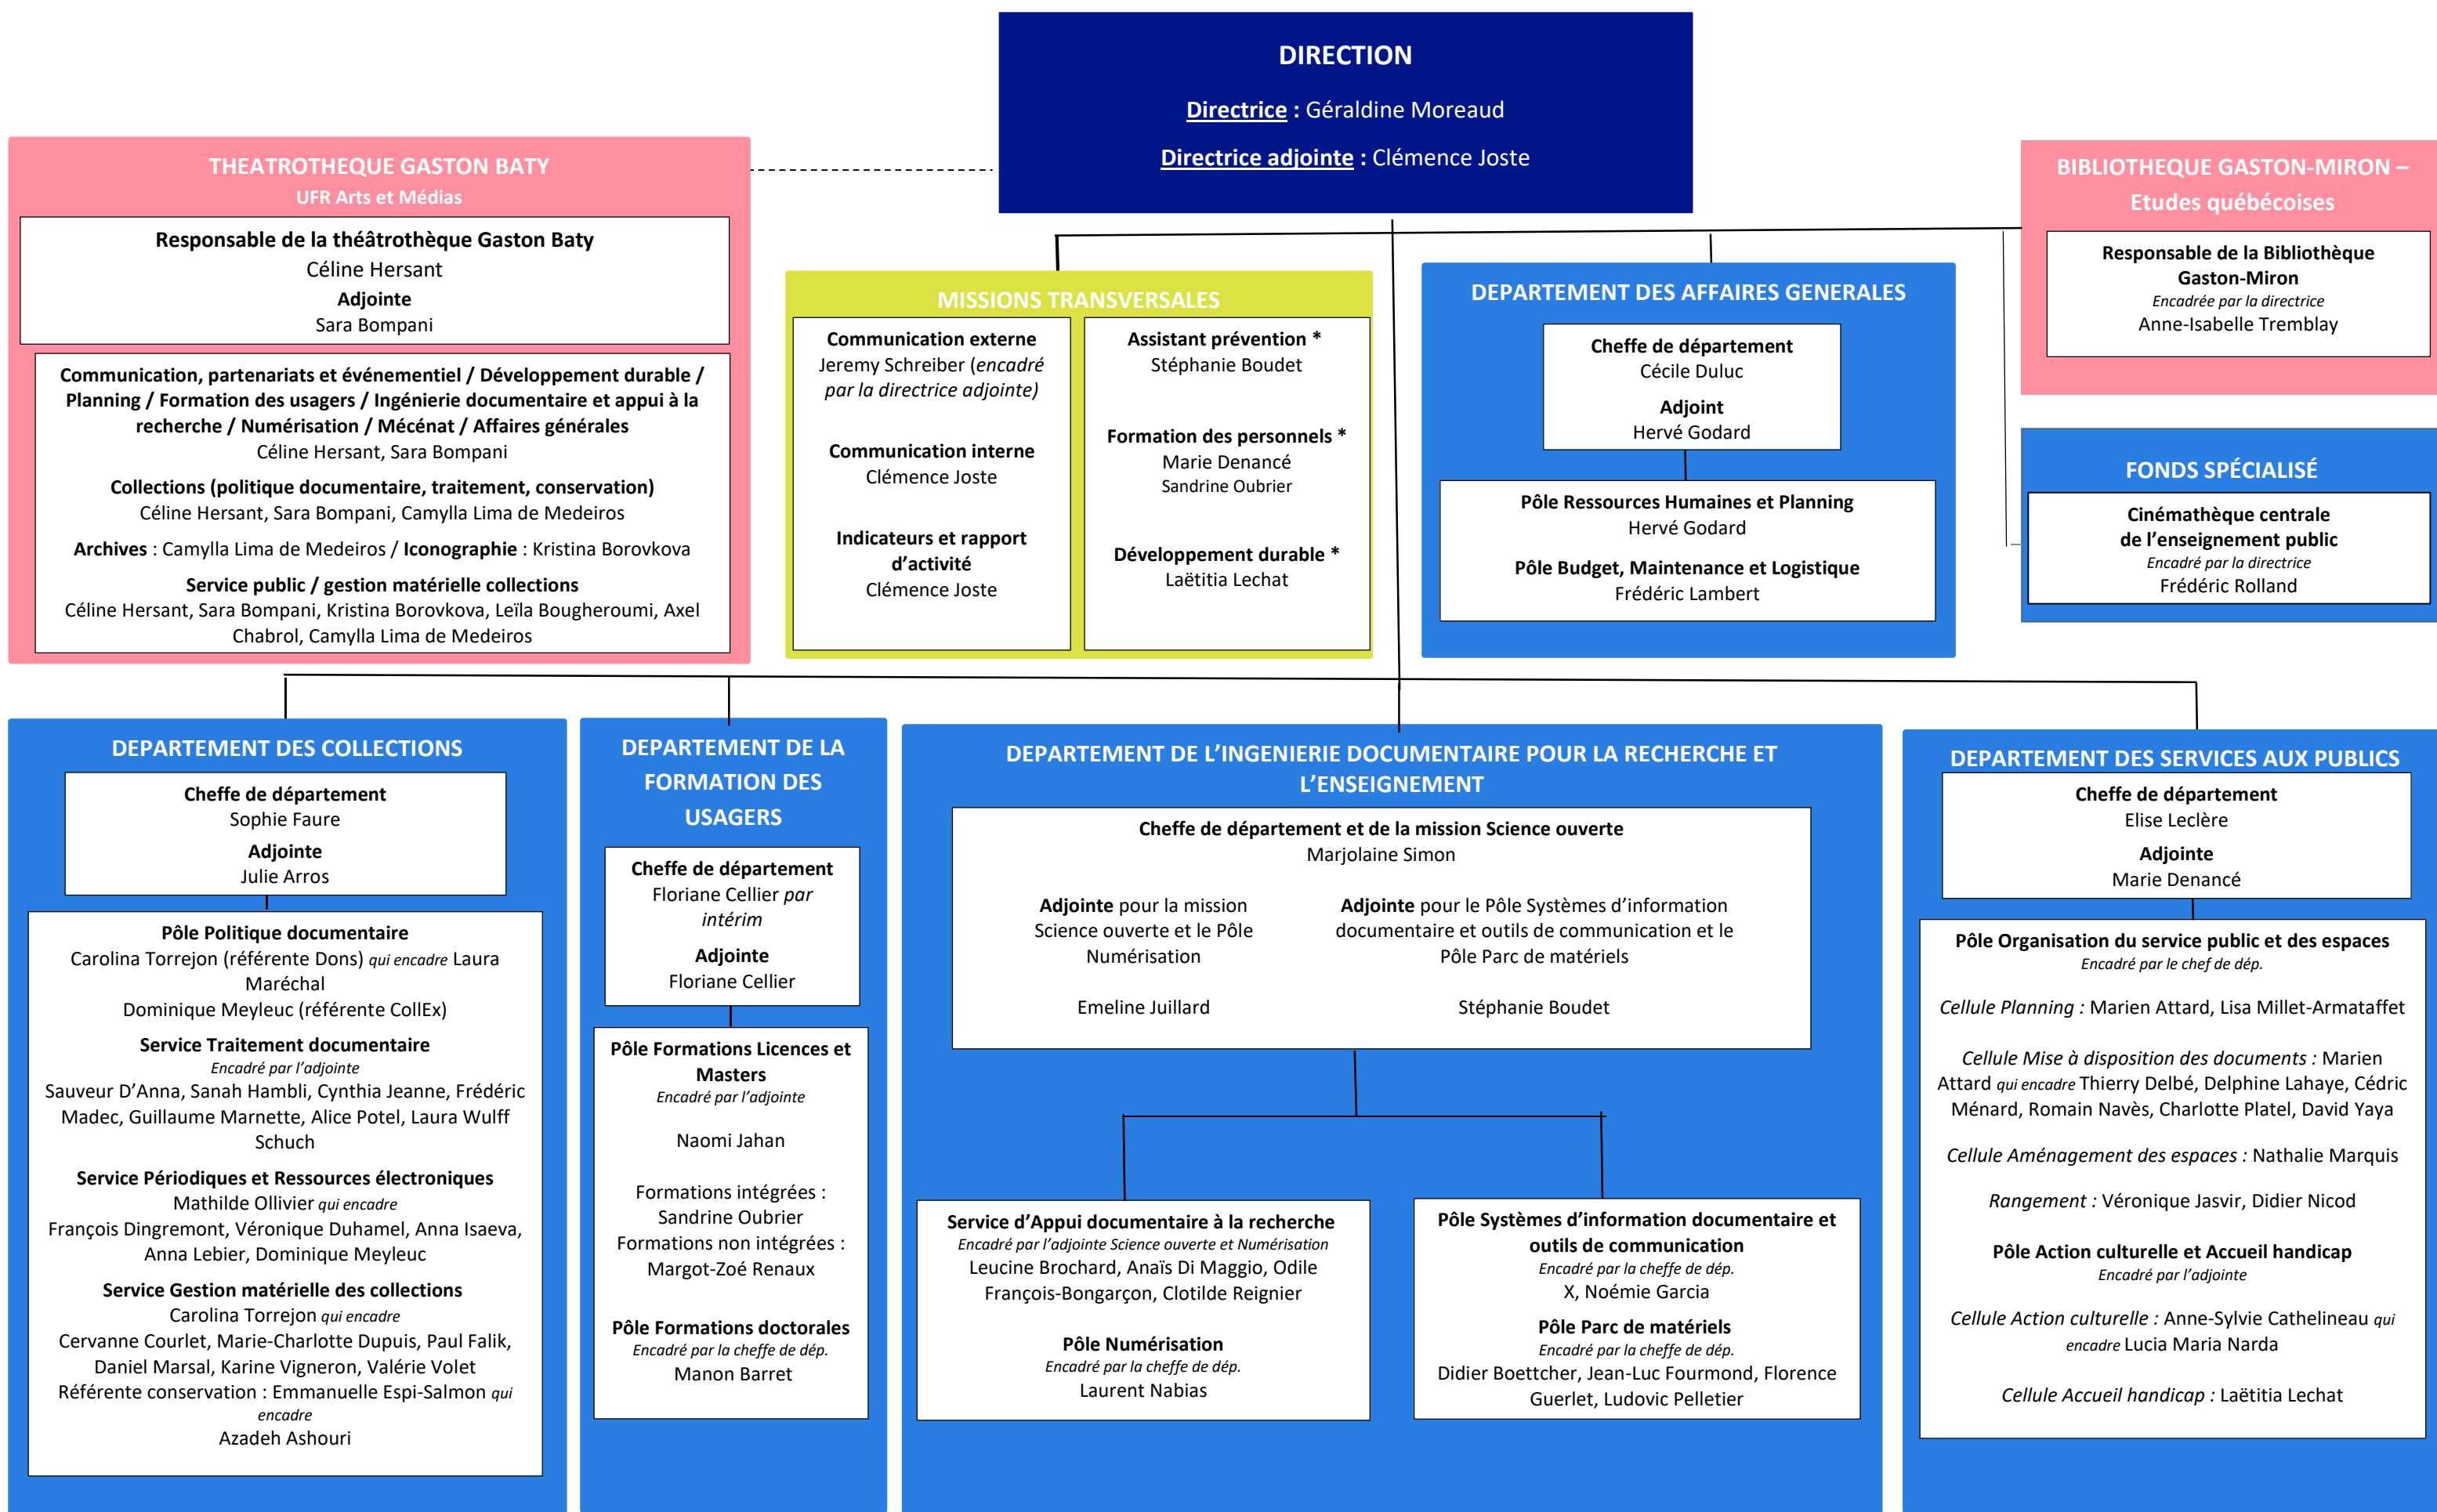 DIRECTION
Directrice : Géraldine Moreaud
Directrice adjointe : Clémence Joste
THEATROTHEQUE GASTON BATY
UFR Arts et Médias
Responsable de la théâtrothèque Gaston Baty
Céline Hersant
Adjointe
Sara Bompani
Communication, partenariats et événementiel / Développement durable /
Planning / Formation des usagers / Ingénierie documentaire et appui à la
recherche / Numérisation / Mécénat / Affaires générales
Céline Hersant, Sara Bompani
Collections (politique documentaire, traitement, conservation)
Céline Hersant, Sara Bompani, Camylla Lima de Medeiros
Archives : Camylla Lima de Medeiros / Iconographie : Kristina Borovkova
Service public / gestion matérielle collections
Céline Hersant, Sara Bompani, Kristina Borovkova, Leïla Bougheroumi, Axel
Chabrol, Camylla Lima de Medeiros
MISSIONS TRANSVERSALES
Communication externe
Jeremy Schreiber (encadré
par la directrice adjointe)
Communication interne
Clémence Joste
Indicateurs et rapport
d’activité
Clémence Joste
Assistant prévention *
Stéphanie Boudet
Formation des personnels *
Marie Denancé
Sandrine Oubrier
Développement durable *
Laëtitia Lechat
DEPARTEMENT DES AFFAIRES GENERALES
Cheffe de département
Cécile Duluc
Adjoint
Hervé Godard
Pôle Ressources Humaines et Planning
Hervé Godard
Pôle Budget, Maintenance et Logistique
Frédéric Lambert
BIBLIOTHEQUE GASTON-MIRON –
Etudes québécoises
Responsable de la Bibliothèque
Gaston-Miron
Encadrée par la directrice
Anne-Isabelle Tremblay
FONDS SPÉCIALISÉ
Cinémathèque centrale
de l’enseignement public
Encadré par la directrice
Frédéric Rolland
DEPARTEMENT DES COLLECTIONS
Cheffe de département
Sophie Faure
Adjointe
Julie Arros
Pôle Politique documentaire
Carolina Torrejon (référente Dons) qui encadre Laura
Maréchal
Dominique Meyleuc (référente CollEx)
Service Traitement documentaire
Encadré par l’adjointe
Sauveur D’Anna, Sanah Hambli, Cynthia Jeanne, Frédéric
Madec, Guillaume Marnette, Alice Potel, Laura Wulff
Schuch
Service Périodiques et Ressources électroniques
Mathilde Ollivier qui encadre
François Dingremont, Véronique Duhamel, Anna Isaeva,
Anna Lebier, Dominique Meyleuc
Service Gestion matérielle des collections
Carolina Torrejon qui encadre
Cervanne Courlet, Marie-Charlotte Dupuis, Paul Falik,
Daniel Marsal, Karine Vigneron, Valérie Volet
Référente conservation : Emmanuelle Espi-Salmon qui
encadre
Azadeh Ashouri
DEPARTEMENT DE LA
FORMATION DES
USAGERS
Cheffe de département
Floriane Cellier par
intérim
Adjointe
Floriane Cellier
Pôle Formations Licences et
Masters
Encadré par l’adjointe
Naomi Jahan
Formations intégrées :
Sandrine Oubrier
Formations non intégrées :
Margot-Zoé Renaux
Pôle Formations doctorales
Encadré par la cheffe de dép.
Manon Barret
DEPARTEMENT DE L’INGENIERIE DOCUMENTAIRE POUR LA RECHERCHE ET
L’ENSEIGNEMENT
Cheffe de département et de la mission Science ouverte
Marjolaine Simon
Adjointe pour la mission
Science ouverte et le Pôle
Numérisation
Emeline Juillard
Adjointe pour le Pôle Systèmes d’information
documentaire et outils de communication et le
Pôle Parc de matériels
Stéphanie Boudet
Service d’Appui documentaire à la recherche
Encadré par l’adjointe Science ouverte et Numérisation
Leucine Brochard, Anaïs Di Maggio, Odile
François-Bongarçon, Clotilde Reignier
Pôle Numérisation
Encadré par la cheffe de dép.
Laurent Nabias
Pôle Systèmes d’information documentaire et
outils de communication
Encadré par la cheffe de dép.
X, Noémie Garcia
Pôle Parc de matériels
Encadré par la cheffe de dép.
Didier Boettcher, Jean-Luc Fourmond, Florence
Guerlet, Ludovic Pelletier
DEPARTEMENT DES SERVICES AUX PUBLICS
Cheffe de département
Elise Leclère
Adjointe
Marie Denancé
Pôle Organisation du service public et des espaces
Encadré par le chef de dép.
Cellule Planning : Marien Attard, Lisa Millet-Armataffet
Cellule Mise à disposition des documents : Marien
Attard qui encadre Thierry Delbé, Delphine Lahaye, Cédric
Ménard, Romain Navès, Charlotte Platel, David Yaya
Cellule Aménagement des espaces : Nathalie Marquis
Rangement : Véronique Jasvir, Didier Nicod
Pôle Action culturelle et Accueil handicap
Encadré par l’adjointe
Cellule Action culturelle : Anne-Sylvie Cathelineau qui
encadre Lucia Maria Narda
Cellule Accueil handicap : Laëtitia Lechat